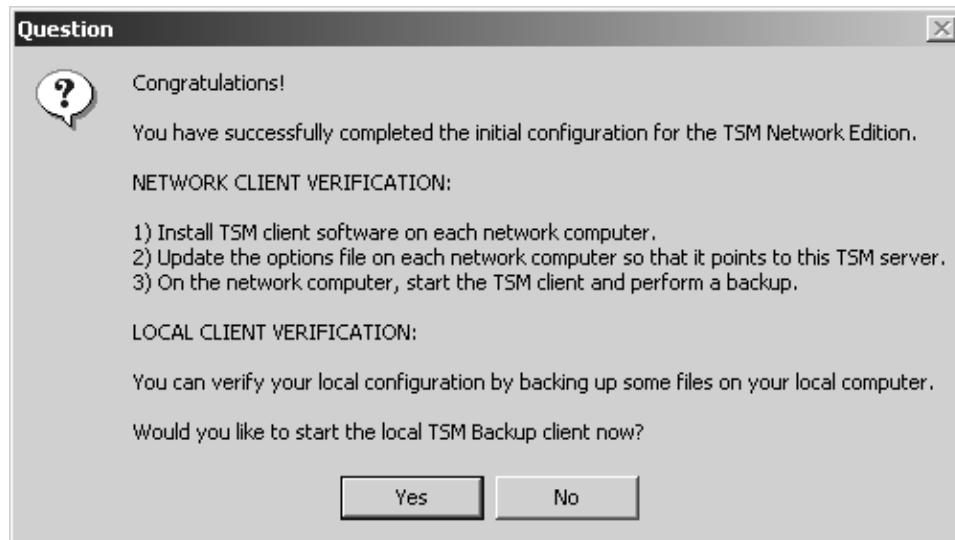 Question
Congratulations!
You have successfully completed the initial configuration for the TSM Network Edition.
NETWORK CLIENT VERIFICATION:
1) Install TSM client software on each network computer.
2) Update the options file on each network computer so that it points to this TSM server.
3) On the network computer, start the TSM client and perform a backup.
LOCAL CLIENT VERIFICATION:
You can verify your local configuration by backing up some files on your local computer.
Would you like to start the local TSM Backup client now?
Yes
No